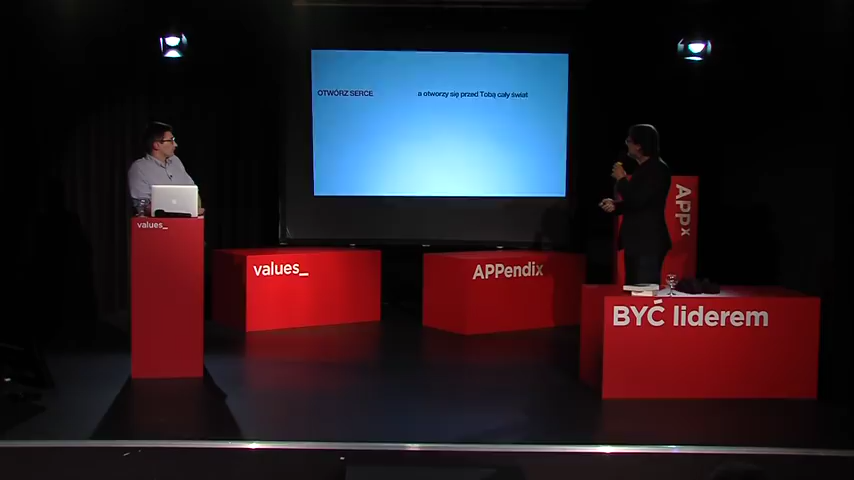 OTWÓRZ SERCE
a otworzy się przed Tobą cały świat
values_
values_
APPendix
APPx
BYĆ liderem